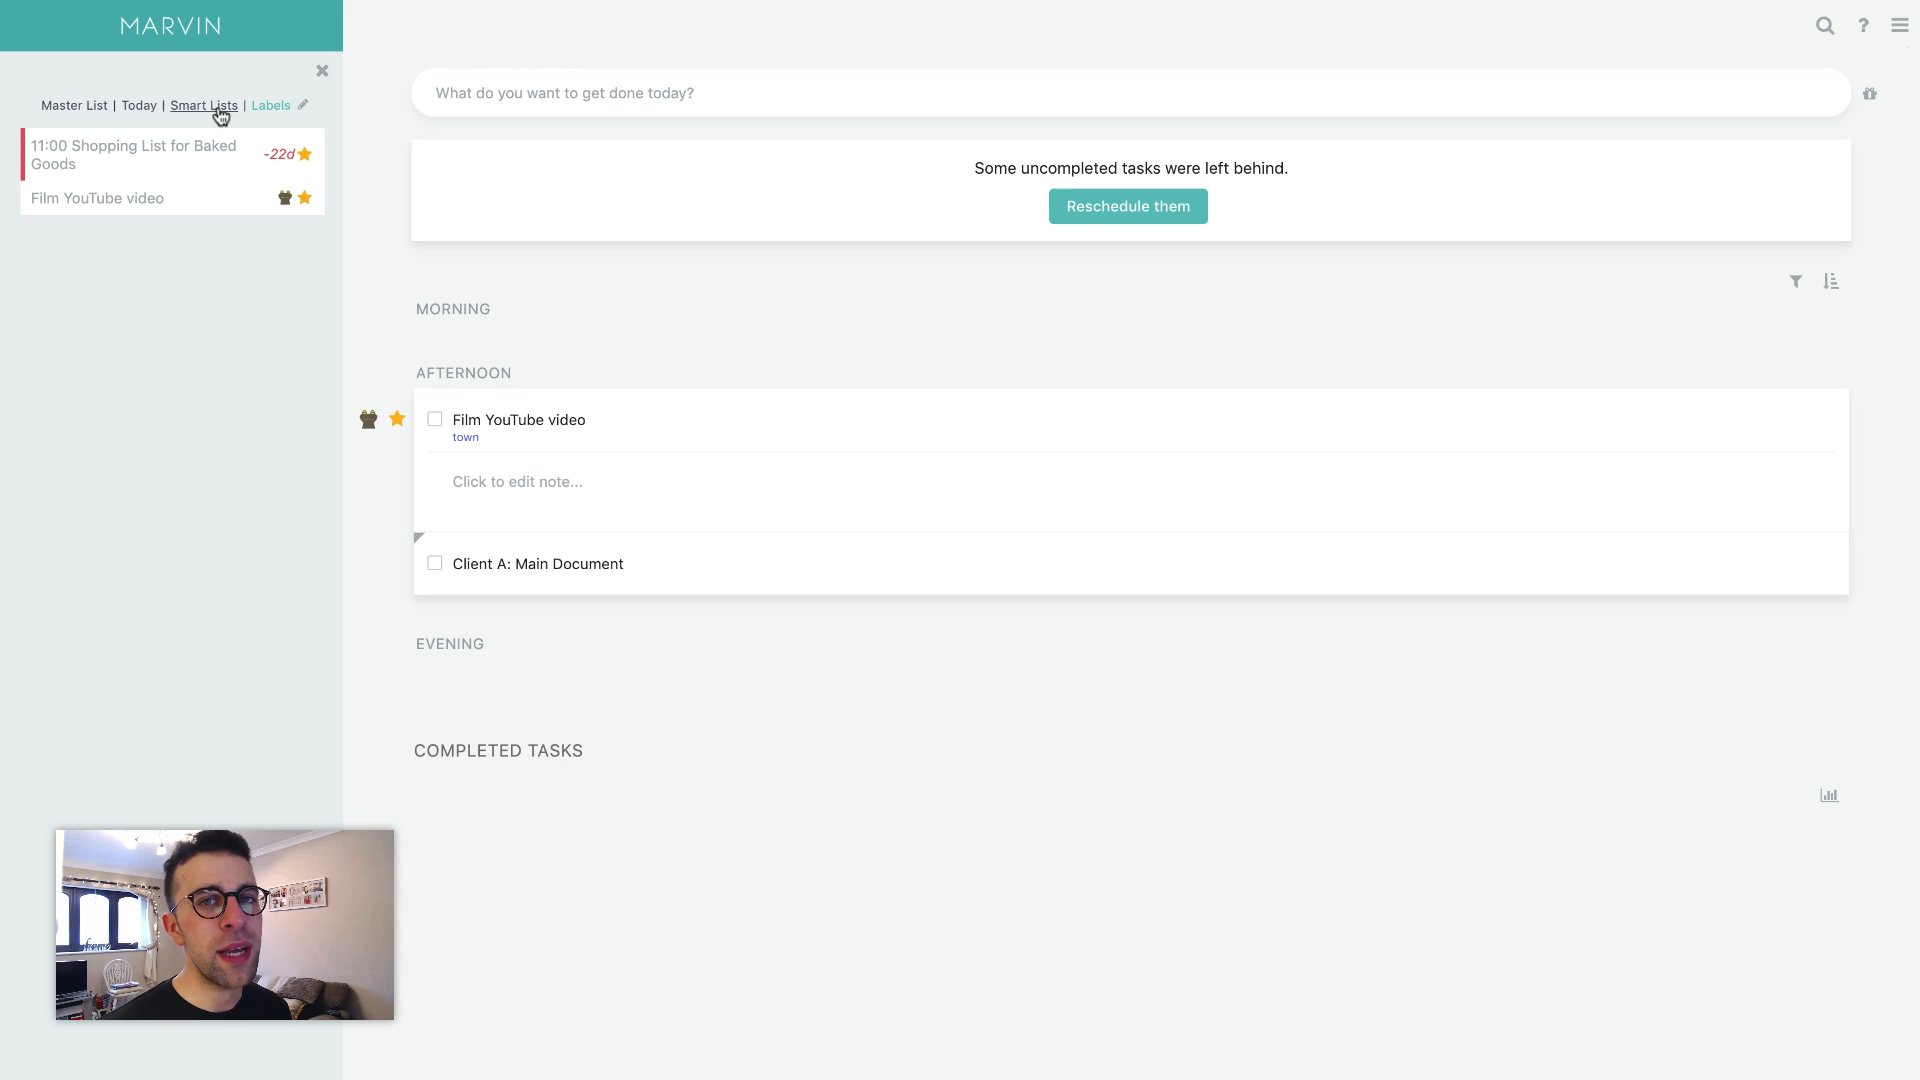 MARVIN
Master List | Today | Smart Lists | Labels
11:00 Shopping List for Baked
Goods
-22d
Film YouTube video
?
What do you want to get done today?
Some uncompleted tasks were left behind.
Reschedule them
MORNING
AFTERNOON
Film YouTube video
town
Click to edit note...
Client A: Main Document
EVENING
COMPLETED TASKS
home